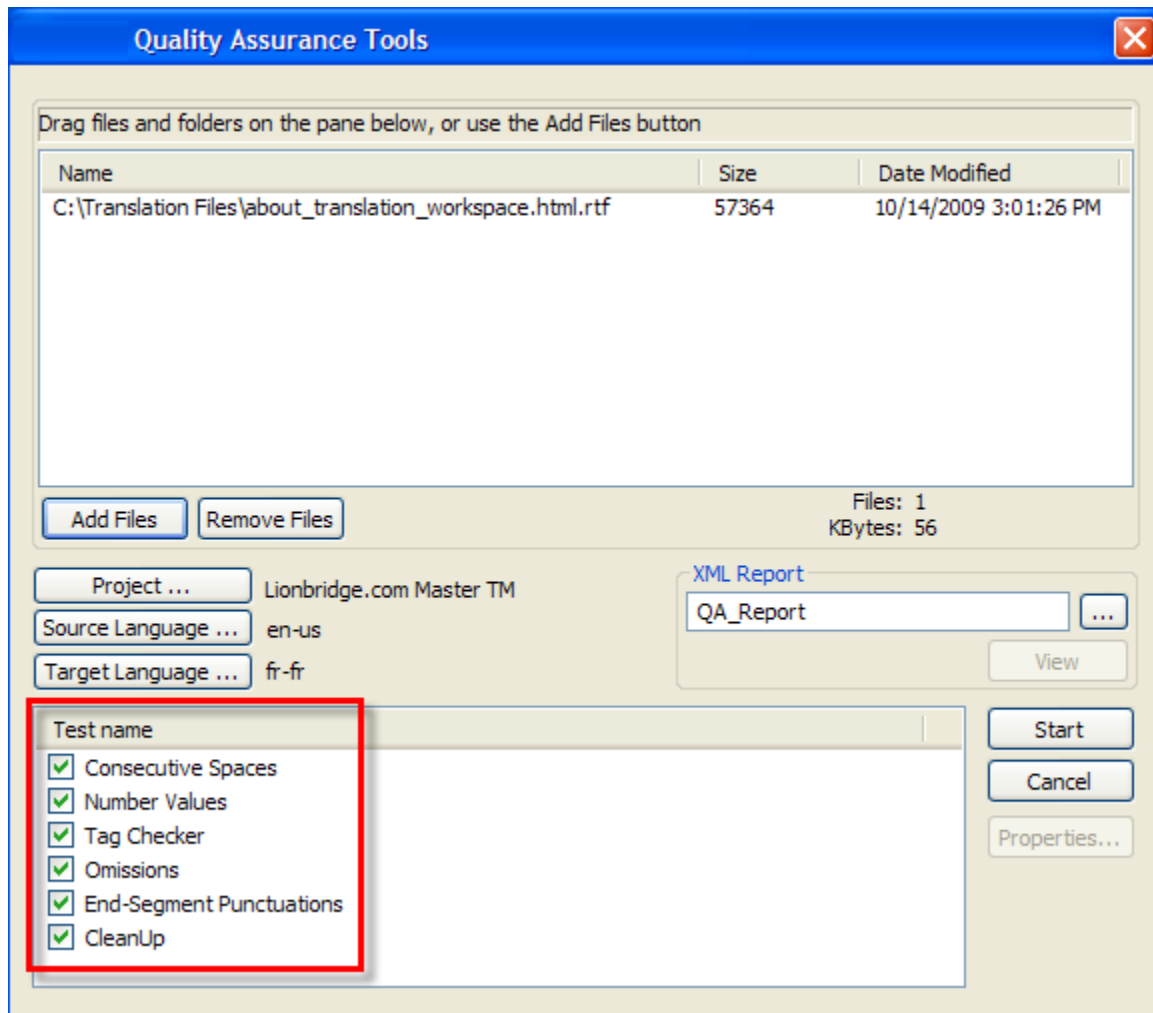 Quality Assurance Tools
Drag files and folders on the pane below, or use the Add Files button
Name Size Date Modified
C:\Translation Files\about_translation_workspace.html.rtf 57364 10/14/2009 3:01:26 PM
Add Files Remove Files Files: 1
KBytes: 56
Project ... Lionbridge.com Master TM
Source Language ... en-us
Target Language ... fr-fr
XML Report
QA_Report ...
View
Test name
Consecutive Spaces
Number Values
Tag Checker
Omissions
End-Segment Punctuations
CleanUp
Start
Cancel
Properties...